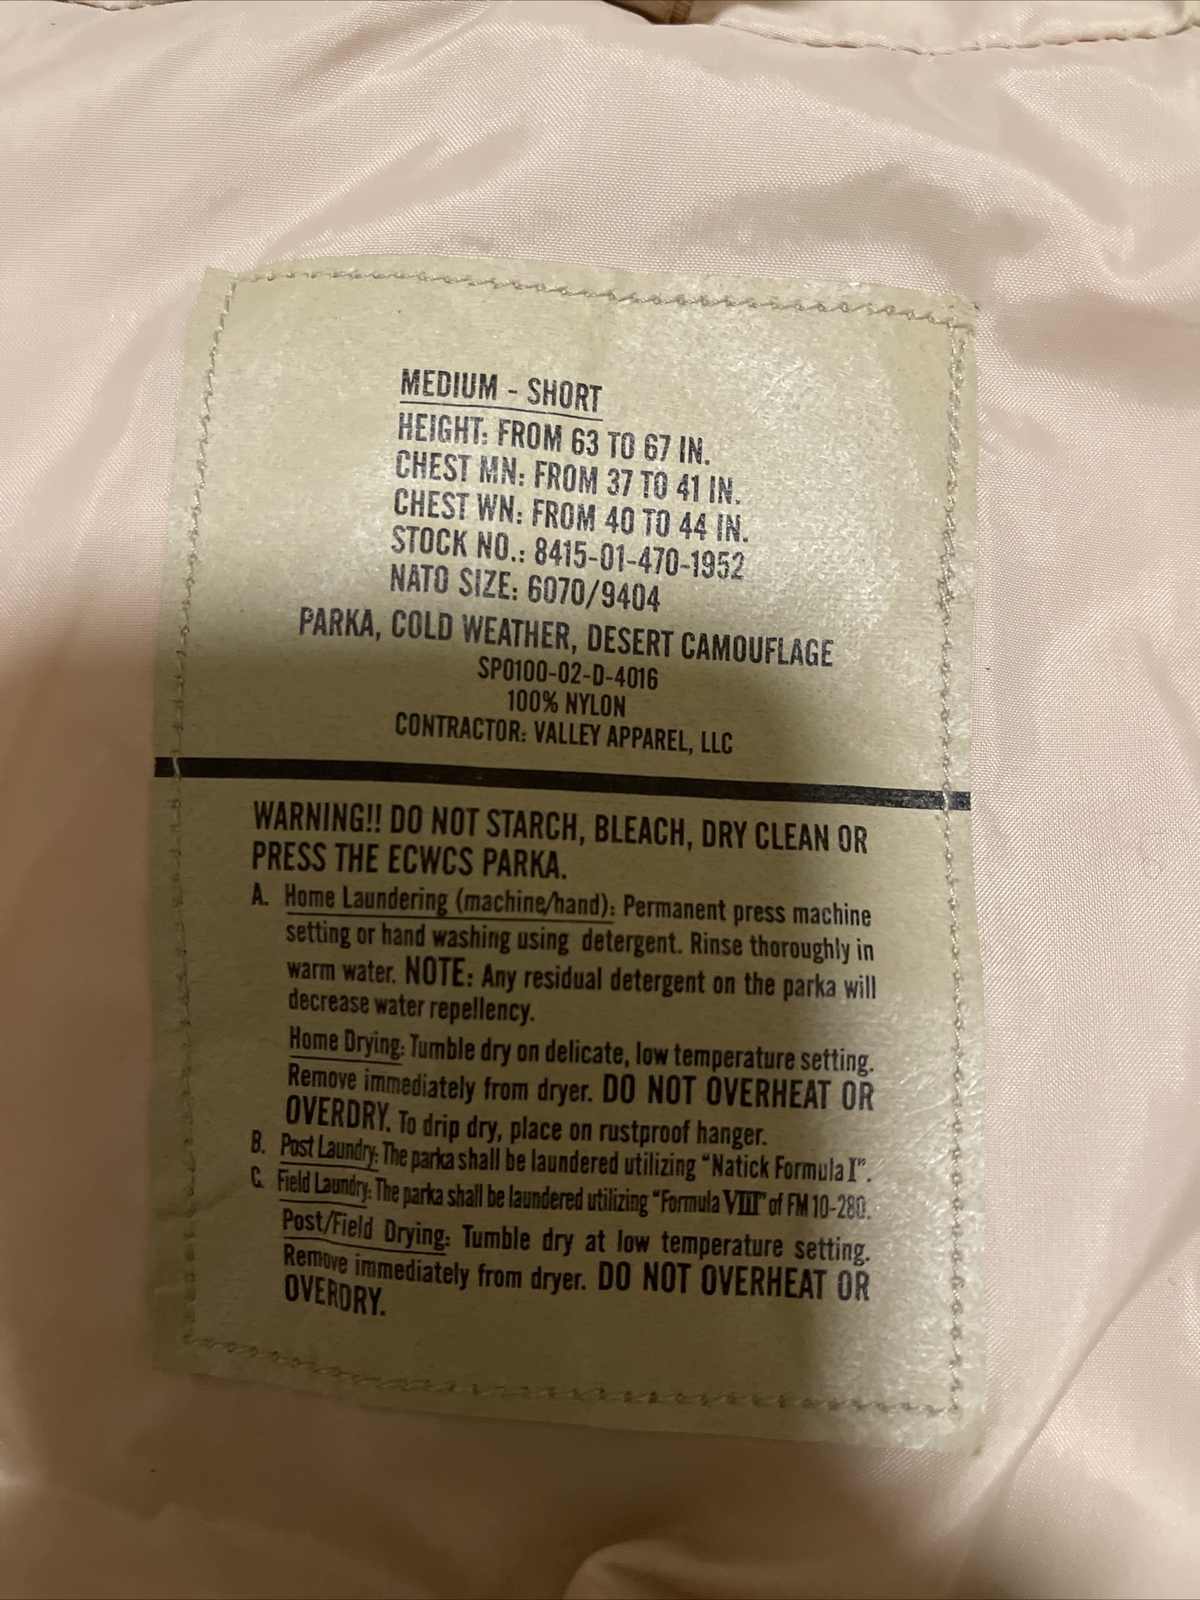 MEDIUM - SHORT
HEIGHT: FROM 63 TO 67 IN.
CHEST MN: FROM 37 TO 41 IN.
CHEST WN: FROM 40 TO 44 IN.
STOCK NO.: 8415-01-470-1952
NATO SIZE: 6070/9404
PARKA, COLD WEATHER, DESERT CAMOUFLAGE
SPO100-02-D-4016
100% NYLON
CONTRACTOR: VALLEY APPAREL, LLC
WARNING!! DO NOT STARCH, BLEACH, DRY CLEAN OR
PRESS THE ECWCS PARKA.
A. Home Laundering (machine/hand): Permanent press machine
setting or hand washing using detergent. Rinse thoroughly in
warm water. NOTE: Any residual detergent on the parka will
decrease water repellency.
Home Drying: Tumble dry on delicate, low temperature setting.
Remove immediately from dryer. DO NOT OVERHEAT OR
OVERDRY. To drip dry, place on rustproof hanger.
B. Post Laundry: The parka shall be laundered utilizing “Natick Formula I”.
C. Field Laundry: The parka shall be laundered utilizing “Formula VIII” of FM 10-280.
Post/Field Drying: Tumble dry at low temperature setting.
Remove immediately from dryer. DO NOT OVERHEAT OR
OVERDRY.